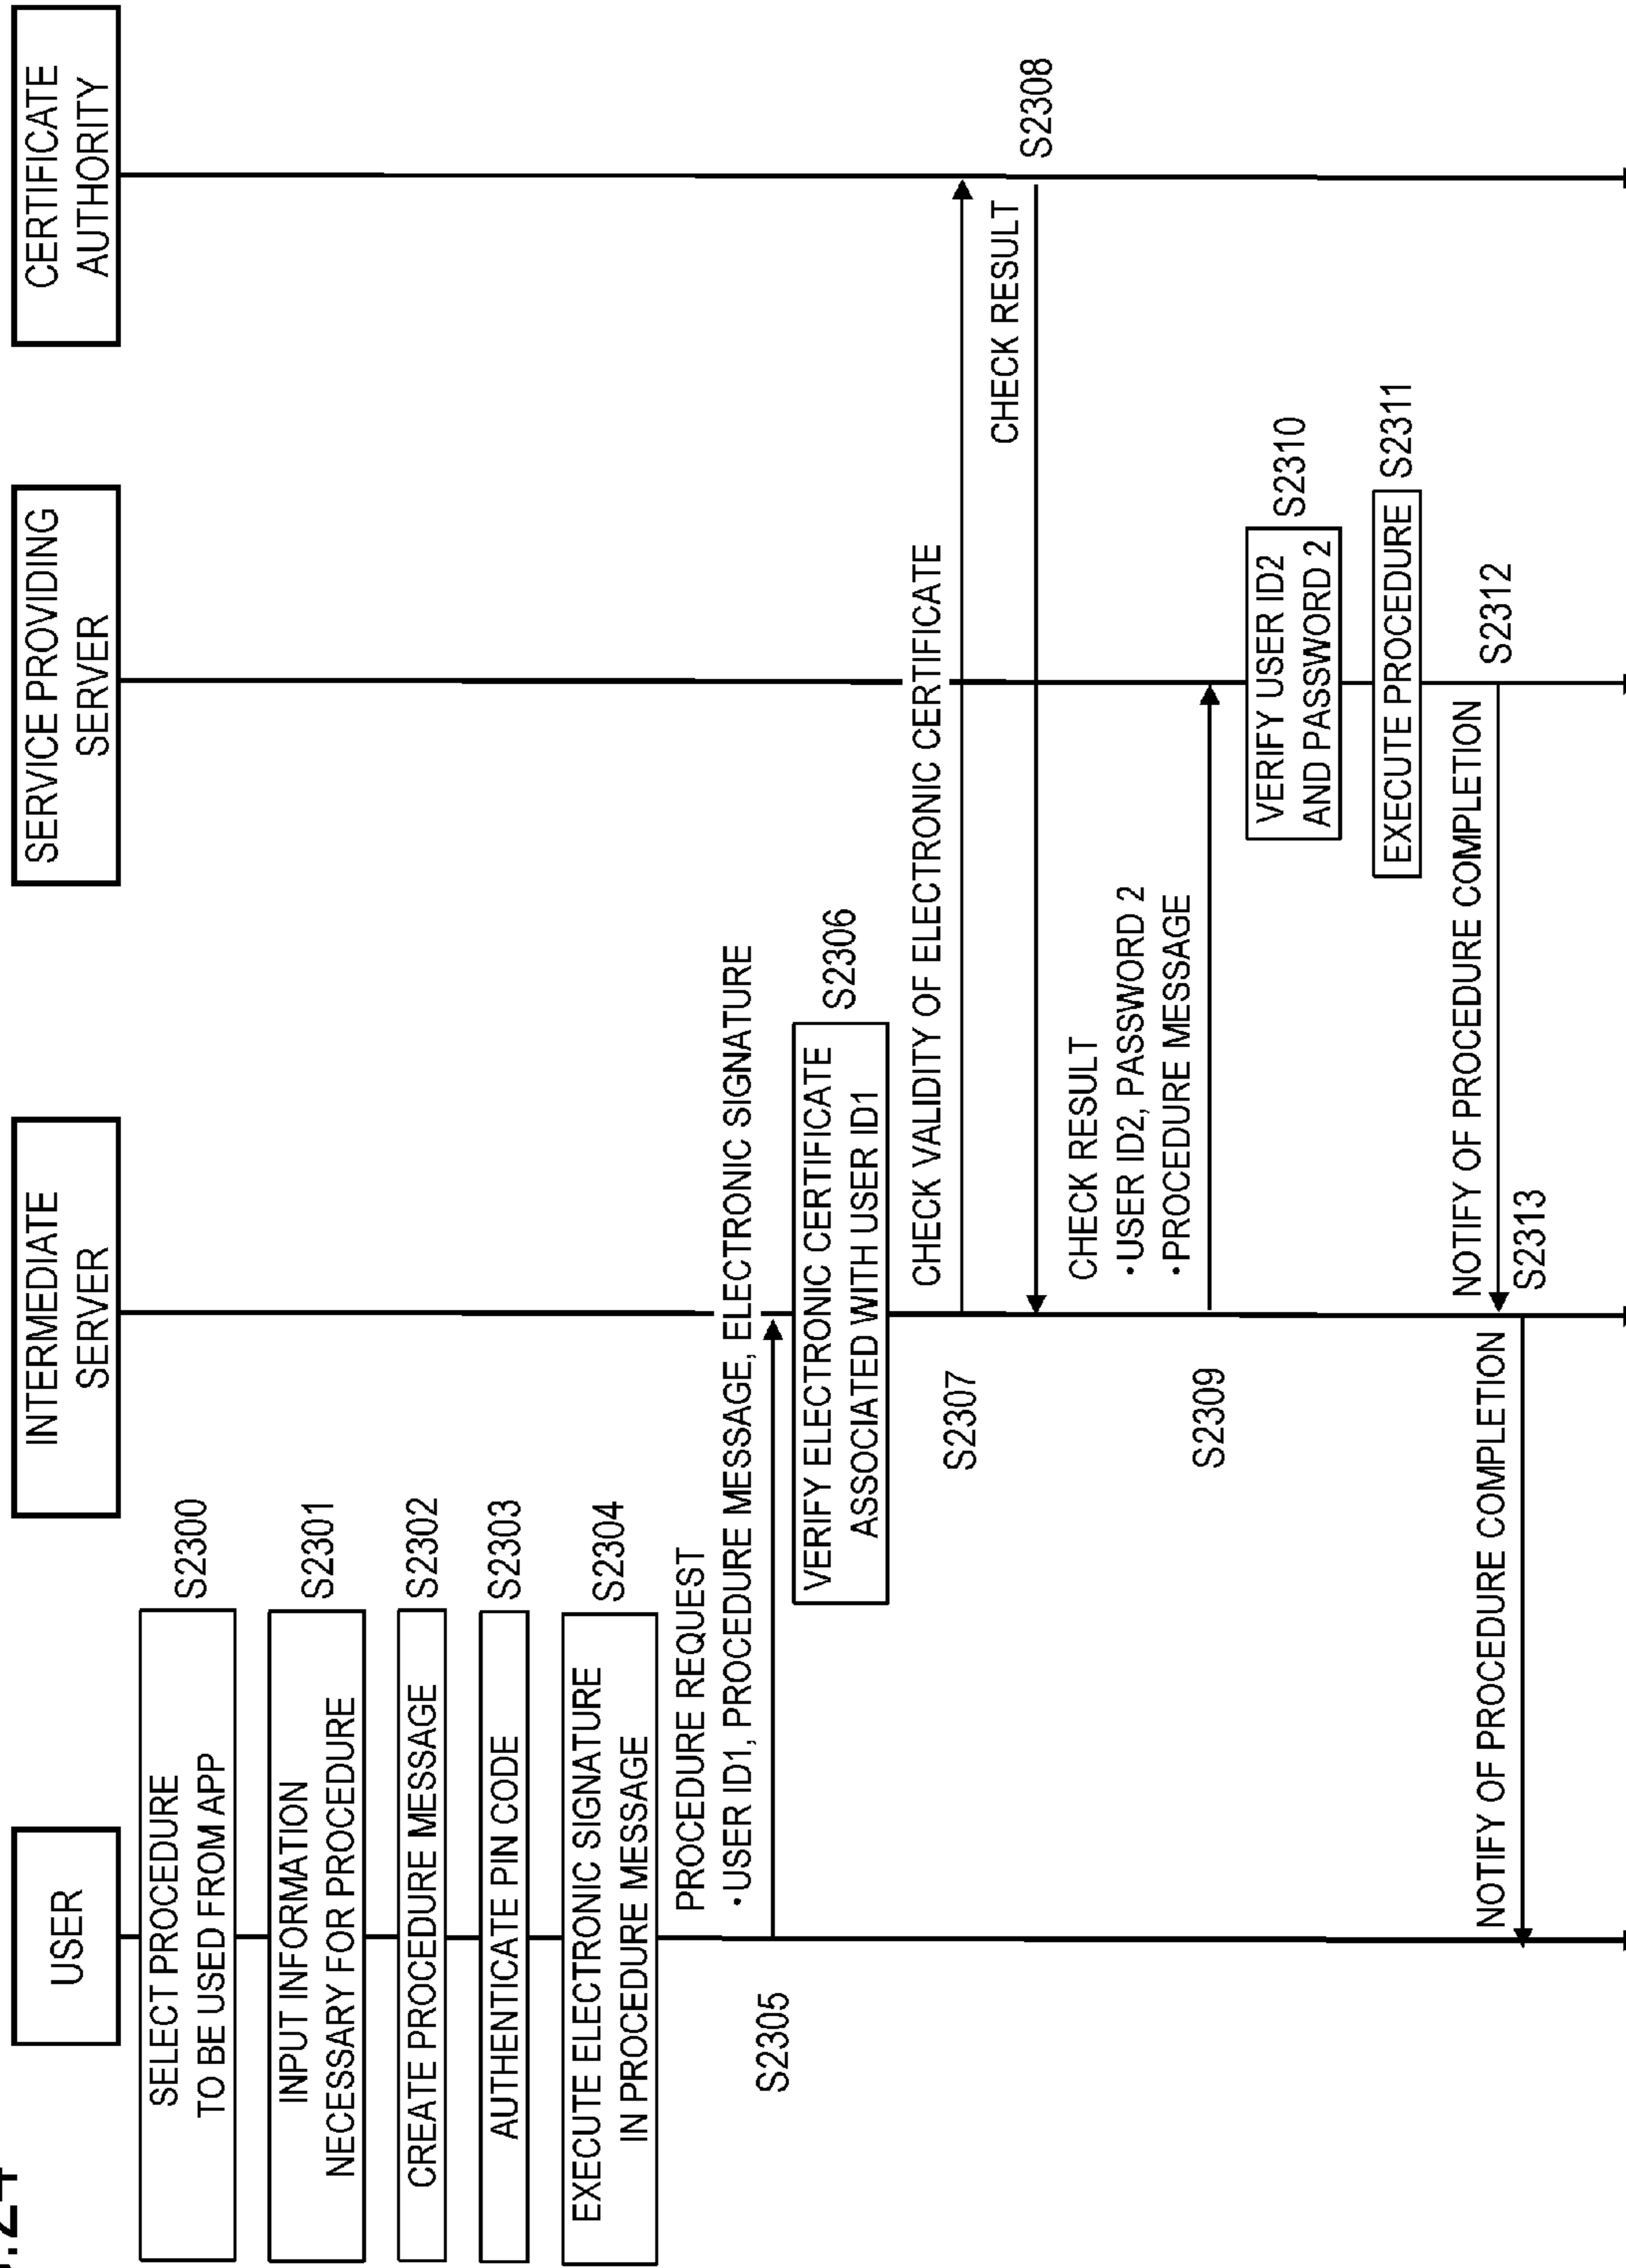 USER
INTERMEDIATE
SERVER
SERVICE PROVIDING
SERVER
CERTIFICATE
AUTHORITY
SELECT PROCEDURE
TO BE USED FROM APP
S2300
INPUT INFORMATION
NECESSARY FOR PROCEDURE
S2301
CREATE PROCEDURE MESSAGE
S2302
AUTHENTICATE PIN CODE
S2303
EXECUTE ELECTRONIC SIGNATURE
IN PROCEDURE MESSAGE
S2304
PROCEDURE REQUEST
・USER ID1, PROCEDURE MESSAGE, ELECTRONIC SIGNATURE
S2305
VERIFY ELECTRONIC CERTIFICATE
ASSOCIATED WITH USER ID1
S2306
CHECK VALIDITY OF ELECTRONIC CERTIFICATE
S2307
CHECK RESULT
S2308
CHECK RESULT
・USER ID2, PASSWORD 2
・PROCEDURE MESSAGE
S2309
VERIFY USER ID2
AND PASSWORD 2
S2310
EXECUTE PROCEDURE
S2311
NOTIFY OF PROCEDURE COMPLETION
S2312
NOTIFY OF PROCEDURE COMPLETION
S2313